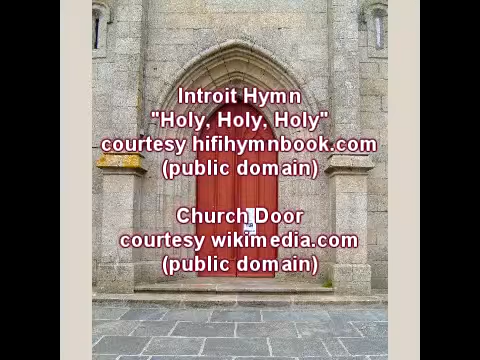 Introit Hymn
"Holy, Holy, Holy"
courtesy hifihymnbook.com
(public domain)
Church Door
courtesy wikimedia.com
(public domain)